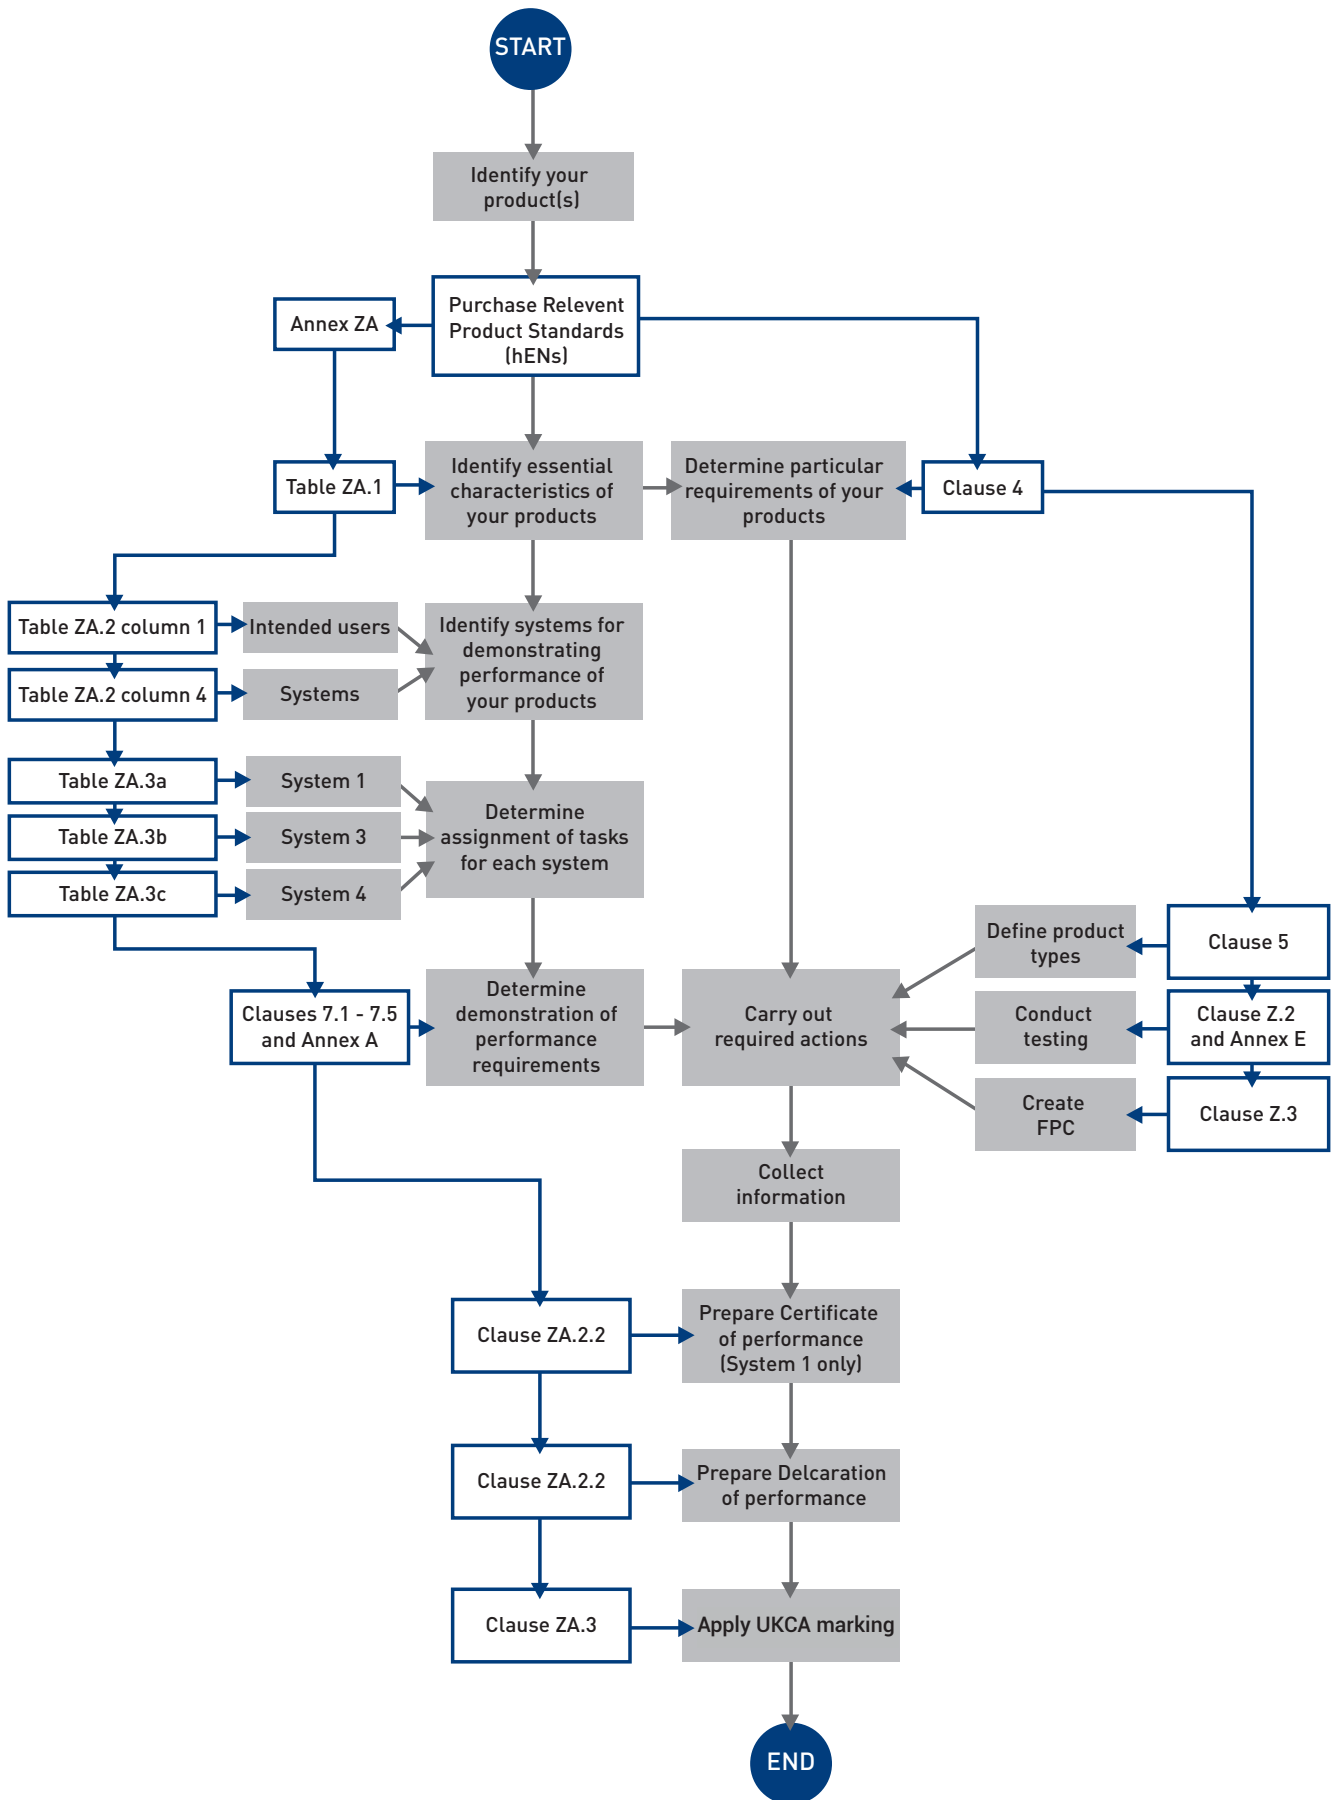 START
Identify your
product(s)
Purchase Relevent
Product Standards
(hENs)
Annex ZA
Table ZA.1
Identify essential
characteristics of
your products
Determine particular
requirements of your
products
Clause 4
Table ZA.2 column 1
Intended users
Identify systems for
demonstrating
performance of
your products
Table ZA.2 column 4
Systems
Table ZA.3a
System 1
Determine
assignment of tasks
for each system
Table ZA.3b
System 3
Table ZA.3c
System 4
Define product
types
Clause 5
Clauses 7.1 - 7.5
and Annex A
Determine
demonstration of
performance
requirements
Carry out
required actions
Conduct
testing
Clause Z.2
and Annex E
Create
FPC
Clause Z.3
Collect
information
Clause ZA.2.2
Prepare Certificate
of performance
(System 1 only)
Clause ZA.2.2
Prepare Delcaration
of performance
Clause ZA.3
Apply UKCA marking
END